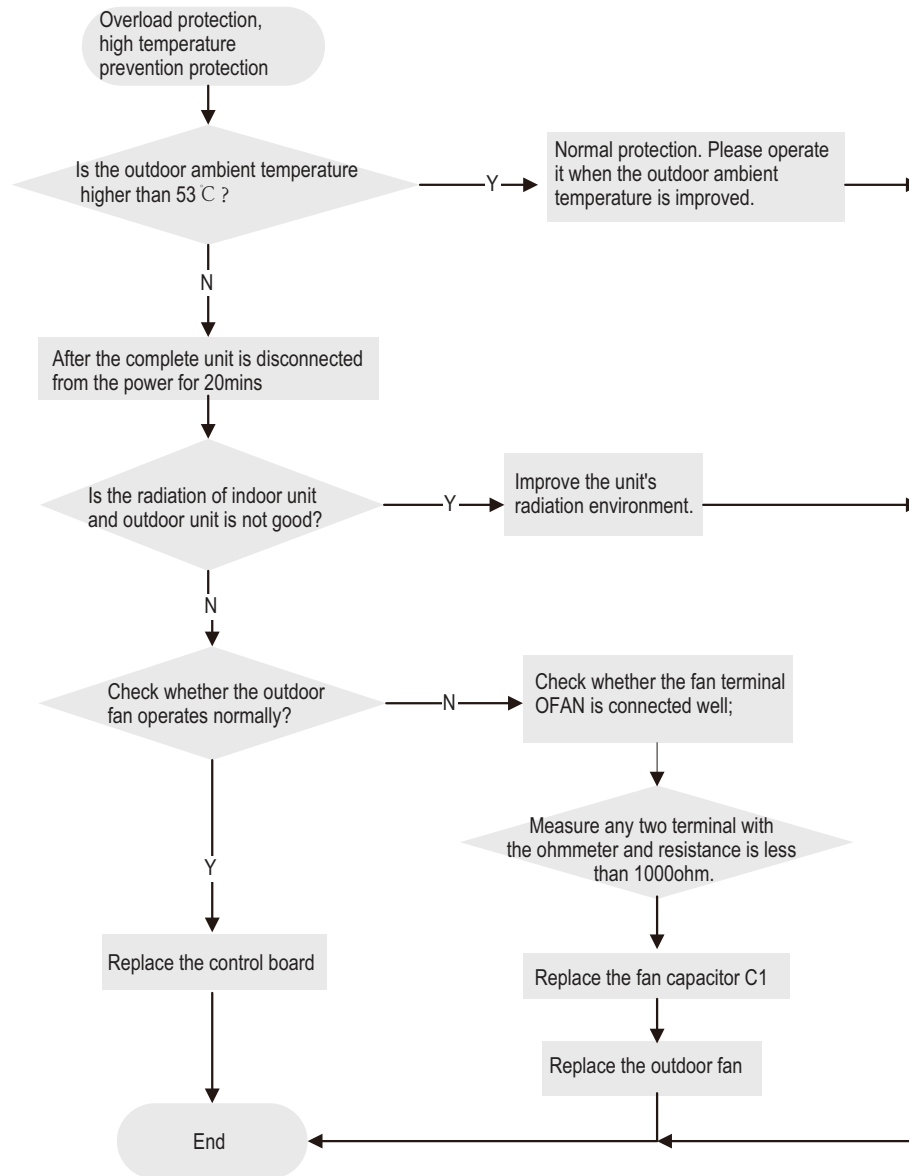 Overload protection,
high temperature
prevention protection
Is the outdoor ambient temperature
higher than 53℃ ?
Y
Normal protection. Please operate
it when the outdoor ambient
temperature is improved.
N
After the complete unit is disconnected
from the power for 20mins
Is the radiation of indoor unit
and outdoor unit is not good?
Y
Improve the unit's
radiation environment.
N
Check whether the outdoor
fan operates normally?
N
Check whether the fan terminal
OFAN is connected well;
Measure any two terminal with
the ohmmeter and resistance is less
than 1000ohm.
Y
Replace the control board
Replace the fan capacitor C1
Replace the outdoor fan
End